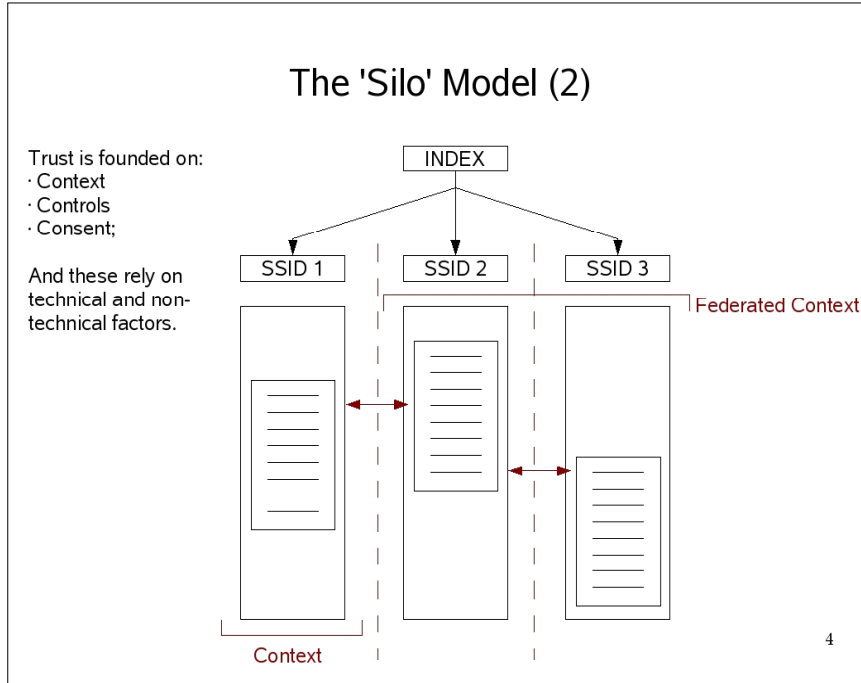 The 'Silo' Model (2)
Trust is founded on:
· Context
· Controls
· Consent;
And these rely on
technical and non-
technical factors.
INDEX
SSID 1
SSID 2
SSID 3
Federated Context
Context
4